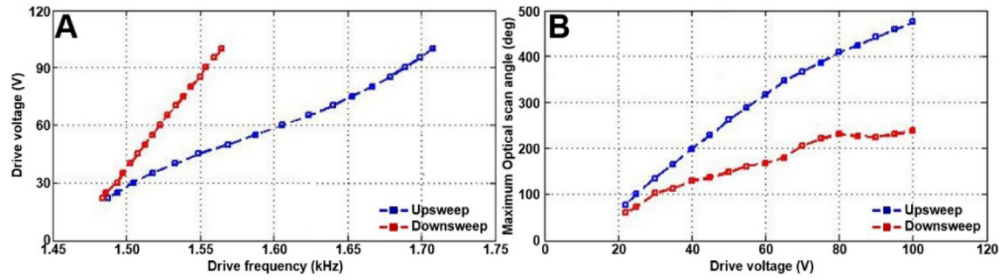 A
Drive voltage (V)
120
90
60
30
0
1.45
1.50
1.55
1.60
1.65
1.70
1.75
Drive frequency (kHz)
Upsweep
Downsweep
B
Maximum Optical scan angle (deg)
500
400
300
200
100
0
0
20
40
60
80
100
120
Drive voltage (V)
Upsweep
Downsweep